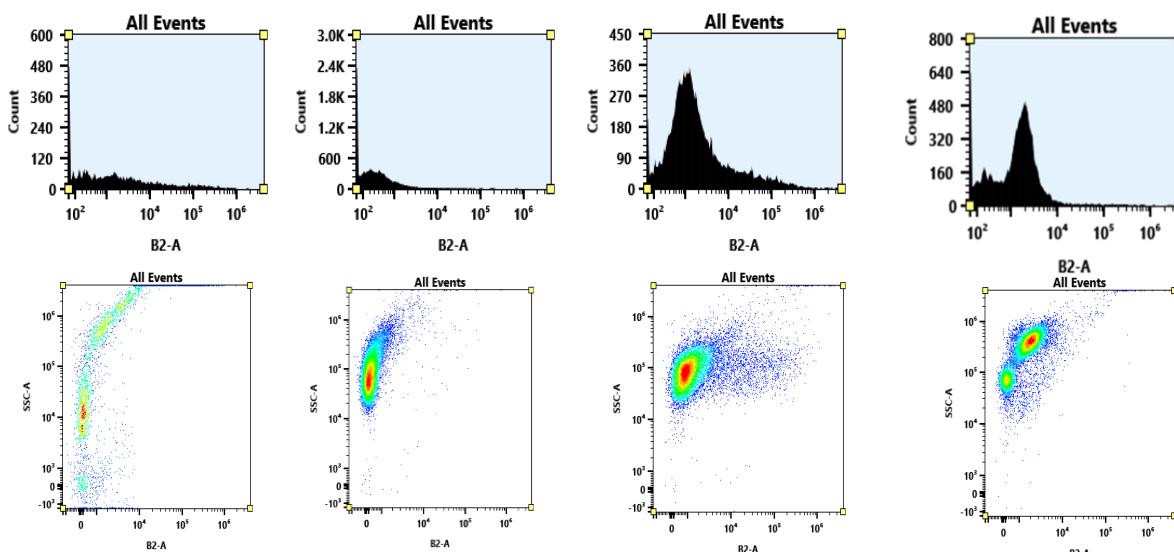 All Events
600
480
360
240
120
0
Count
10² 10⁴ 10⁵ 10⁶
B2-A
All Events
3.0K
2.4K
1.8K
1.2K
600
0
Count
10² 10⁴ 10⁵ 10⁶
B2-A
All Events
450
360
270
180
90
0
Count
10² 10³ 10⁴ 10⁵ 10⁶
B2-A
All Events
800
640
480
320
160
0
Count
10² 10³ 10⁴ 10⁵ 10⁶
B2-A
All Events
10⁶
10⁵
10⁴
10³
0
-10³
SSC-A
0 10⁴ 10⁵ 10⁶
B2-A
All Events
10⁶
10⁵
10⁴
10³
0
-10³
SSC-A
0 10⁴ 10⁵ 10⁶
B2-A
All Events
10⁶
10⁵
10⁴
10³
0
-10³
SSC-A
0 10⁴ 10⁵ 10⁶
B2-A
All Events
10⁶
10⁵
10⁴
10³
0
-10³
SSC-A
0 10⁴ 10⁵ 10⁶
B2-A